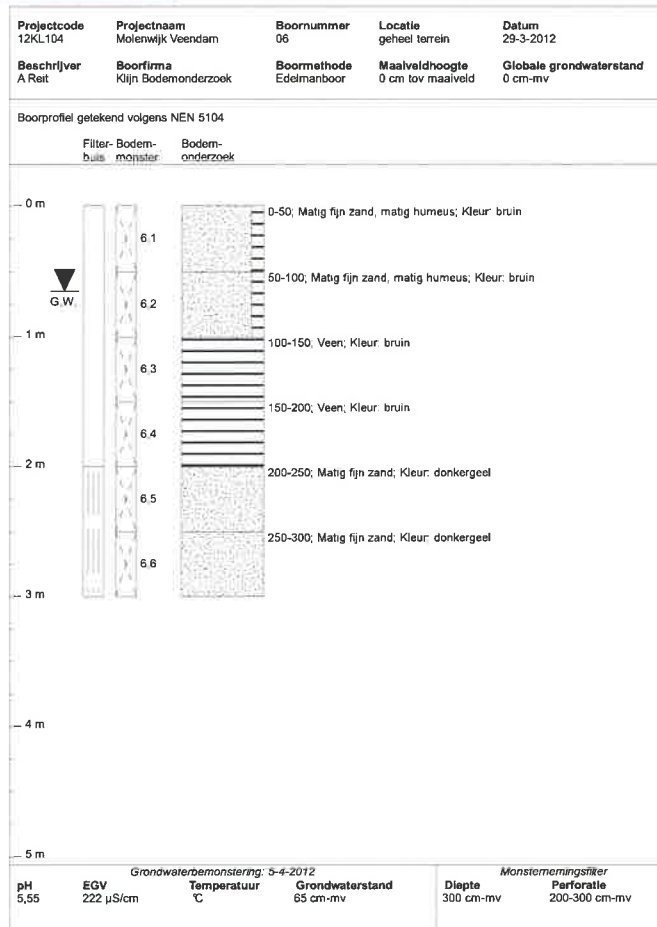 Projectcode Projectnaam Boornummer Locatie Datum
12KL104 Molenwijk Veendam 06 geheel terrein 29-3-2012
Beschrijver Boorfirma Boormethode Maaiveldhoogte Globale grondwaterstand
A Reit Klijn Bodemonderzoek Edelmanboor 0 cm tov maaiveld 0 cm-mv
Boorprofiel getekend volgens NEN 5104
Filter- Bodem- Bodem-
buis monster onderzoek
0 m
0-50; Matig fijn zand, matig humeus; Kleur: bruin
6,1
50-100; Matig fijn zand, matig humeus; Kleur: bruin
G.W.
6,2
1 m
100-150; Veen; Kleur: bruin
6,3
150-200; Veen; Kleur: bruin
6,4
2 m
200-250; Matig fijn zand; Kleur: donkergeel
6,5
250-300; Matig fijn zand; Kleur: donkergeel
6,6
3 m
4 m
5 m
Grondwaterbemonstering: 5-4-2012 Monsternemingsfilter
pH EGV Temperatuur Grondwaterstand Diepte Perforatie
5,55 222 µS/cm °C 65 cm-mv 300 cm-mv 200-300 cm-mv